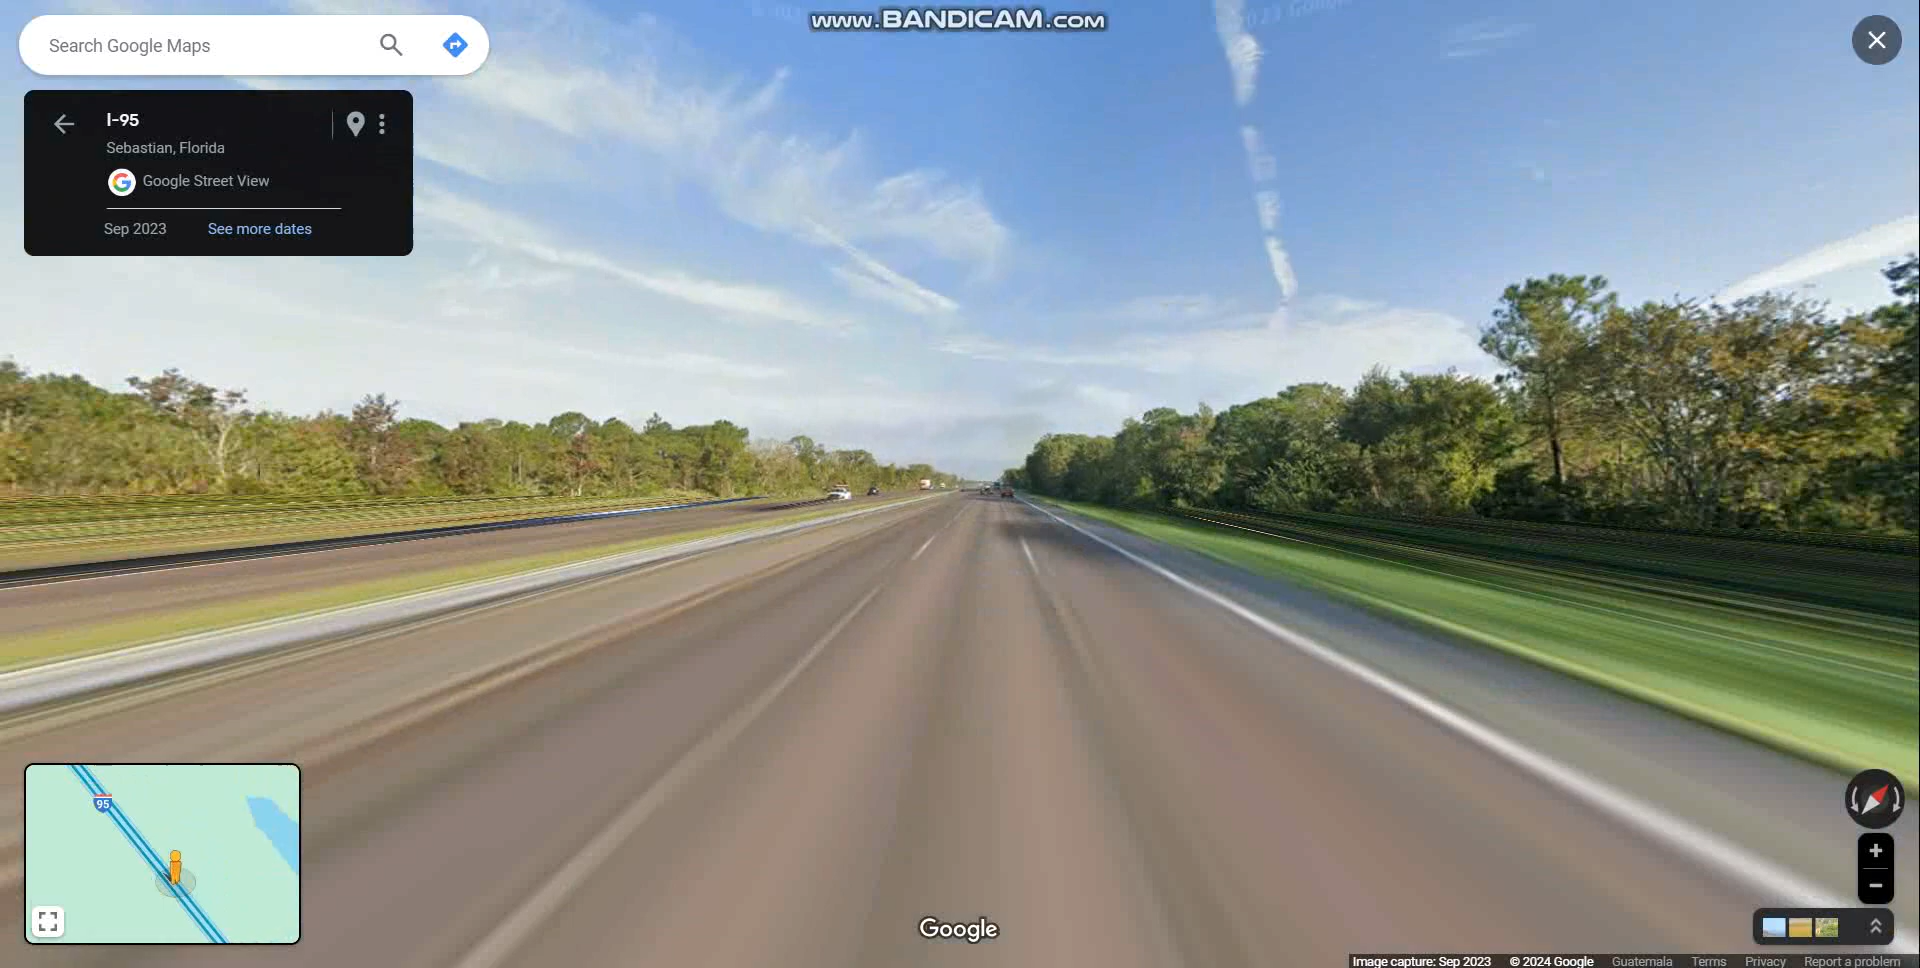 www.BANDICAM.com
Search Google Maps
I-95
Sebastian, Florida
Google Street View
Sep 2023
See more dates
95
Google
Image capture: Sep 2023
© 2024 Google
Guatemala
Terms
Privacy
Report a problem